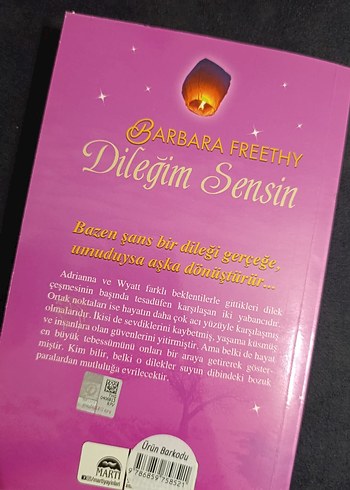 BARBARA FREETHY
Dileğim Sensin
Bazen şans bir dileği gerçeğe,
umuduysa aşka dönüştürür...
Adrianna ve Wyatt farklı beklentilerle gittikleri dilek
çeşmesinin başında tesadüfen karşılaşan iki yabancıdır.
Ortak noktaları ise hayatın daha çok acı yüzüyle karşılaşmış
olmalarıdır. İkisi de sevdiklerini kaybetmiş, yaşama küsmüş
ve insanlara olan güvenlerini yitirmiştir. Ama belki de hayat
en büyük tebessümünü onları bir araya getirerek göster-
miştir. Kim bilir, belki o dilekler suyun dibindeki bozuk
paralardan mutluluğa evrilecektir.
MARTI
Ürün Barkodu
9 786859 758521